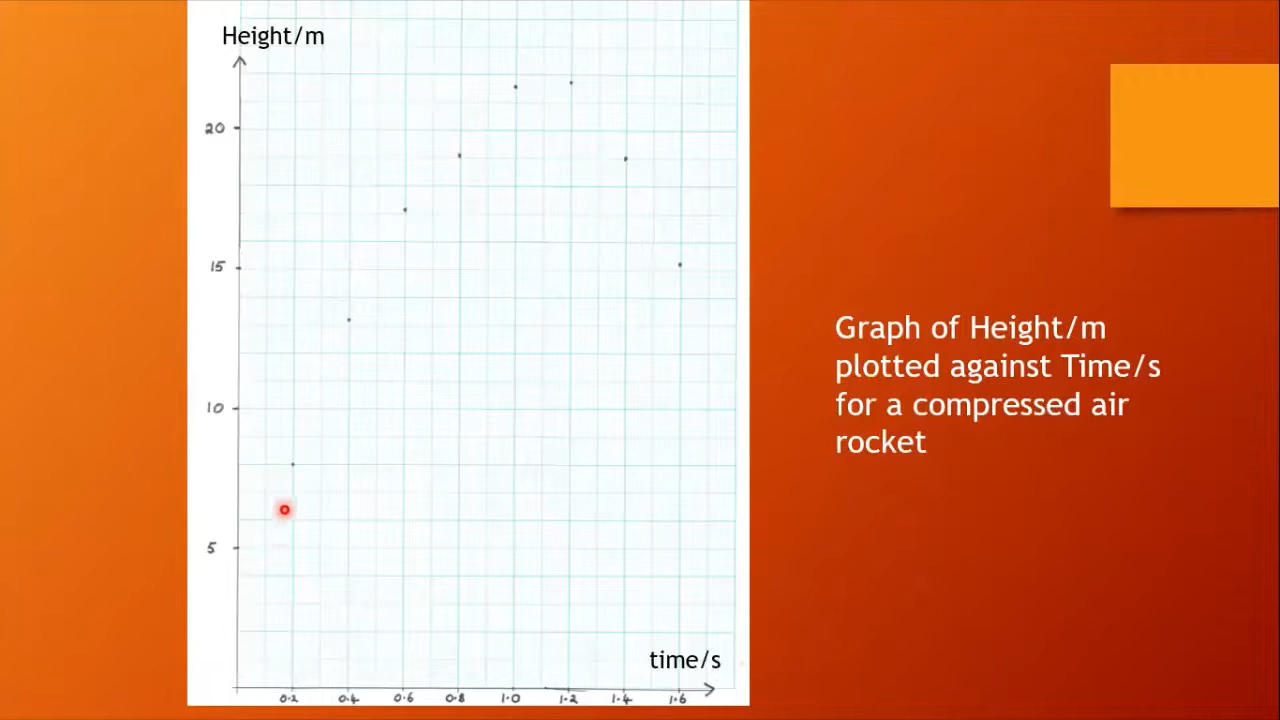 Height/m
20
15
10
5
time/s
0.2 0.4 0.6 0.8 1.0 1.2 1.4 1.6
Graph of Height/m
plotted against Time/s
for a compressed air
rocket